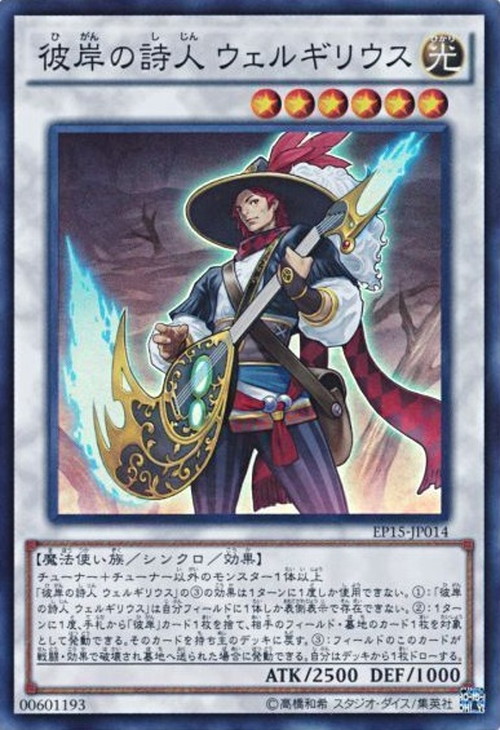 彼岸の詩人 ウェルギリウス
光
EP15-JP014
【魔法使い族／シンクロ／効果】
チューナー＋チューナー以外のモンスター１体以上
「彼岸の詩人 ウェルギリウス」の③の効果は１ターンに１度しか使用できない。①：「彼岸
の詩人 ウェルギリウス」は自分フィールドに１体しか表側表示で存在できない。②：１ター
ンに１度、手札から「彼岸」カード１枚を捨て、相手のフィールド・墓地のカード１枚を対象
として発動できる。そのカードを持ち主のデッキに戻す。③：フィールドのこのカードが
戦闘・効果で破壊され墓地へ送られた場合に発動できる。自分はデッキから１枚ドローする。
ATK/2500 DEF/1000
00601193
©高橋和希 スタジオ・ダイス/集英社